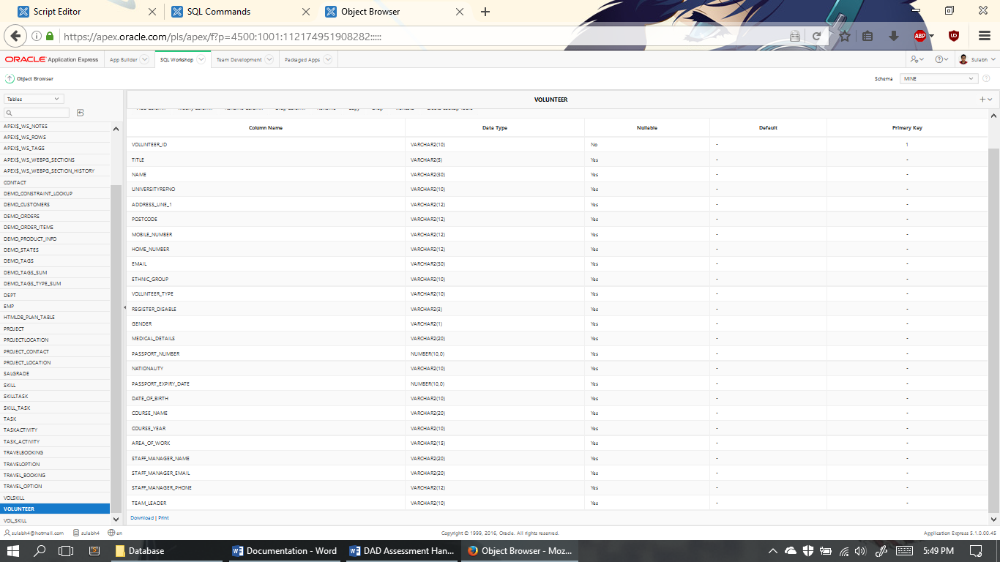 Script Editor SQL Commands Object Browser
https://apex.oracle.com/pls/apex/f?p=4500:1001:112174951908282:::::
ABP
ORACLE Application Express App Builder SQL Workshop Team Development Packaged Apps Sulabh
Object Browser Schema MINE
Tables VOLUNTEER
Column Name Data Type Nullable Default Primary Key
VOLUNTEER_ID VARCHAR2(10) No - 1
TITLE VARCHAR2(5) Yes - -
NAME VARCHAR2(30) Yes - -
UNIVERSITYREFNO VARCHAR2(10) Yes - -
ADDRESS_LINE_1 VARCHAR2(12) Yes - -
POSTCODE VARCHAR2(12) Yes - -
MOBILE_NUMBER VARCHAR2(12) Yes - -
HOME_NUMBER VARCHAR2(12) Yes - -
EMAIL VARCHAR2(30) Yes - -
ETHNIC_GROUP VARCHAR2(10) Yes - -
VOLUNTEER_TYPE VARCHAR2(10) Yes - -
REGISTER_DISABLE VARCHAR2(3) Yes - -
GENDER VARCHAR2(1) Yes - -
MEDICAL_DETAILS VARCHAR2(20) Yes - -
PASSPORT_NUMBER NUMBER(10,0) Yes - -
NATIONALITY VARCHAR2(10) Yes - -
PASSPORT_EXPIRY_DATE NUMBER(10,0) Yes - -
DATE_OF_BIRTH VARCHAR2(10) Yes - -
COURSE_NAME VARCHAR2(20) Yes - -
COURSE_YEAR VARCHAR2(10) Yes - -
AREA_OF_WORK VARCHAR2(15) Yes - -
STAFF_MANAGER_NAME VARCHAR2(20) Yes - -
STAFF_MANAGER_EMAIL VARCHAR2(20) Yes - -
STAFF_MANAGER_PHONE VARCHAR2(12) Yes - -
TEAM_LEADER VARCHAR2(10) Yes - -
Download | Print
APEX$_WS_NOTES
APEX$_WS_ROWS
APEX$_WS_TAGS
APEX$_WS_WEBPG_SECTIONS
APEX$_WS_WEBPG_SECTION_HISTORY
CONTACT
DEMO_CONSTRAINT_LOOKUP
DEMO_CUSTOMERS
DEMO_ORDERS
DEMO_ORDER_ITEMS
DEMO_PRODUCT_INFO
DEMO_STATES
DEMO_TAGS
DEMO_TAGS_SUM
DEMO_TAGS_TYPE_SUM
DEPT
EMP
HTMLDB_PLAN_TABLE
PROJECT
PROJECTLOCATION
PROJECT_CONTACT
PROJECT_LOCATION
SALGRADE
SKILL
SKILLTASK
SKILL_TASK
TASK
TASKACTIVITY
TASK_ACTIVITY
TRAVELBOOKING
TRAVELOPTION
TRAVEL_BOOKING
TRAVEL_OPTION
VOLSKILL
VOLUNTEER
VOL_SKILL
sulabh4@hotmail.com sulabh4 en Copyright © 1999, 2016, Oracle. All rights reserved. Application Express 5.1.0.00.45
Database Documentation - Word DAD Assessment Han... Object Browser - Moz... 5:49 PM